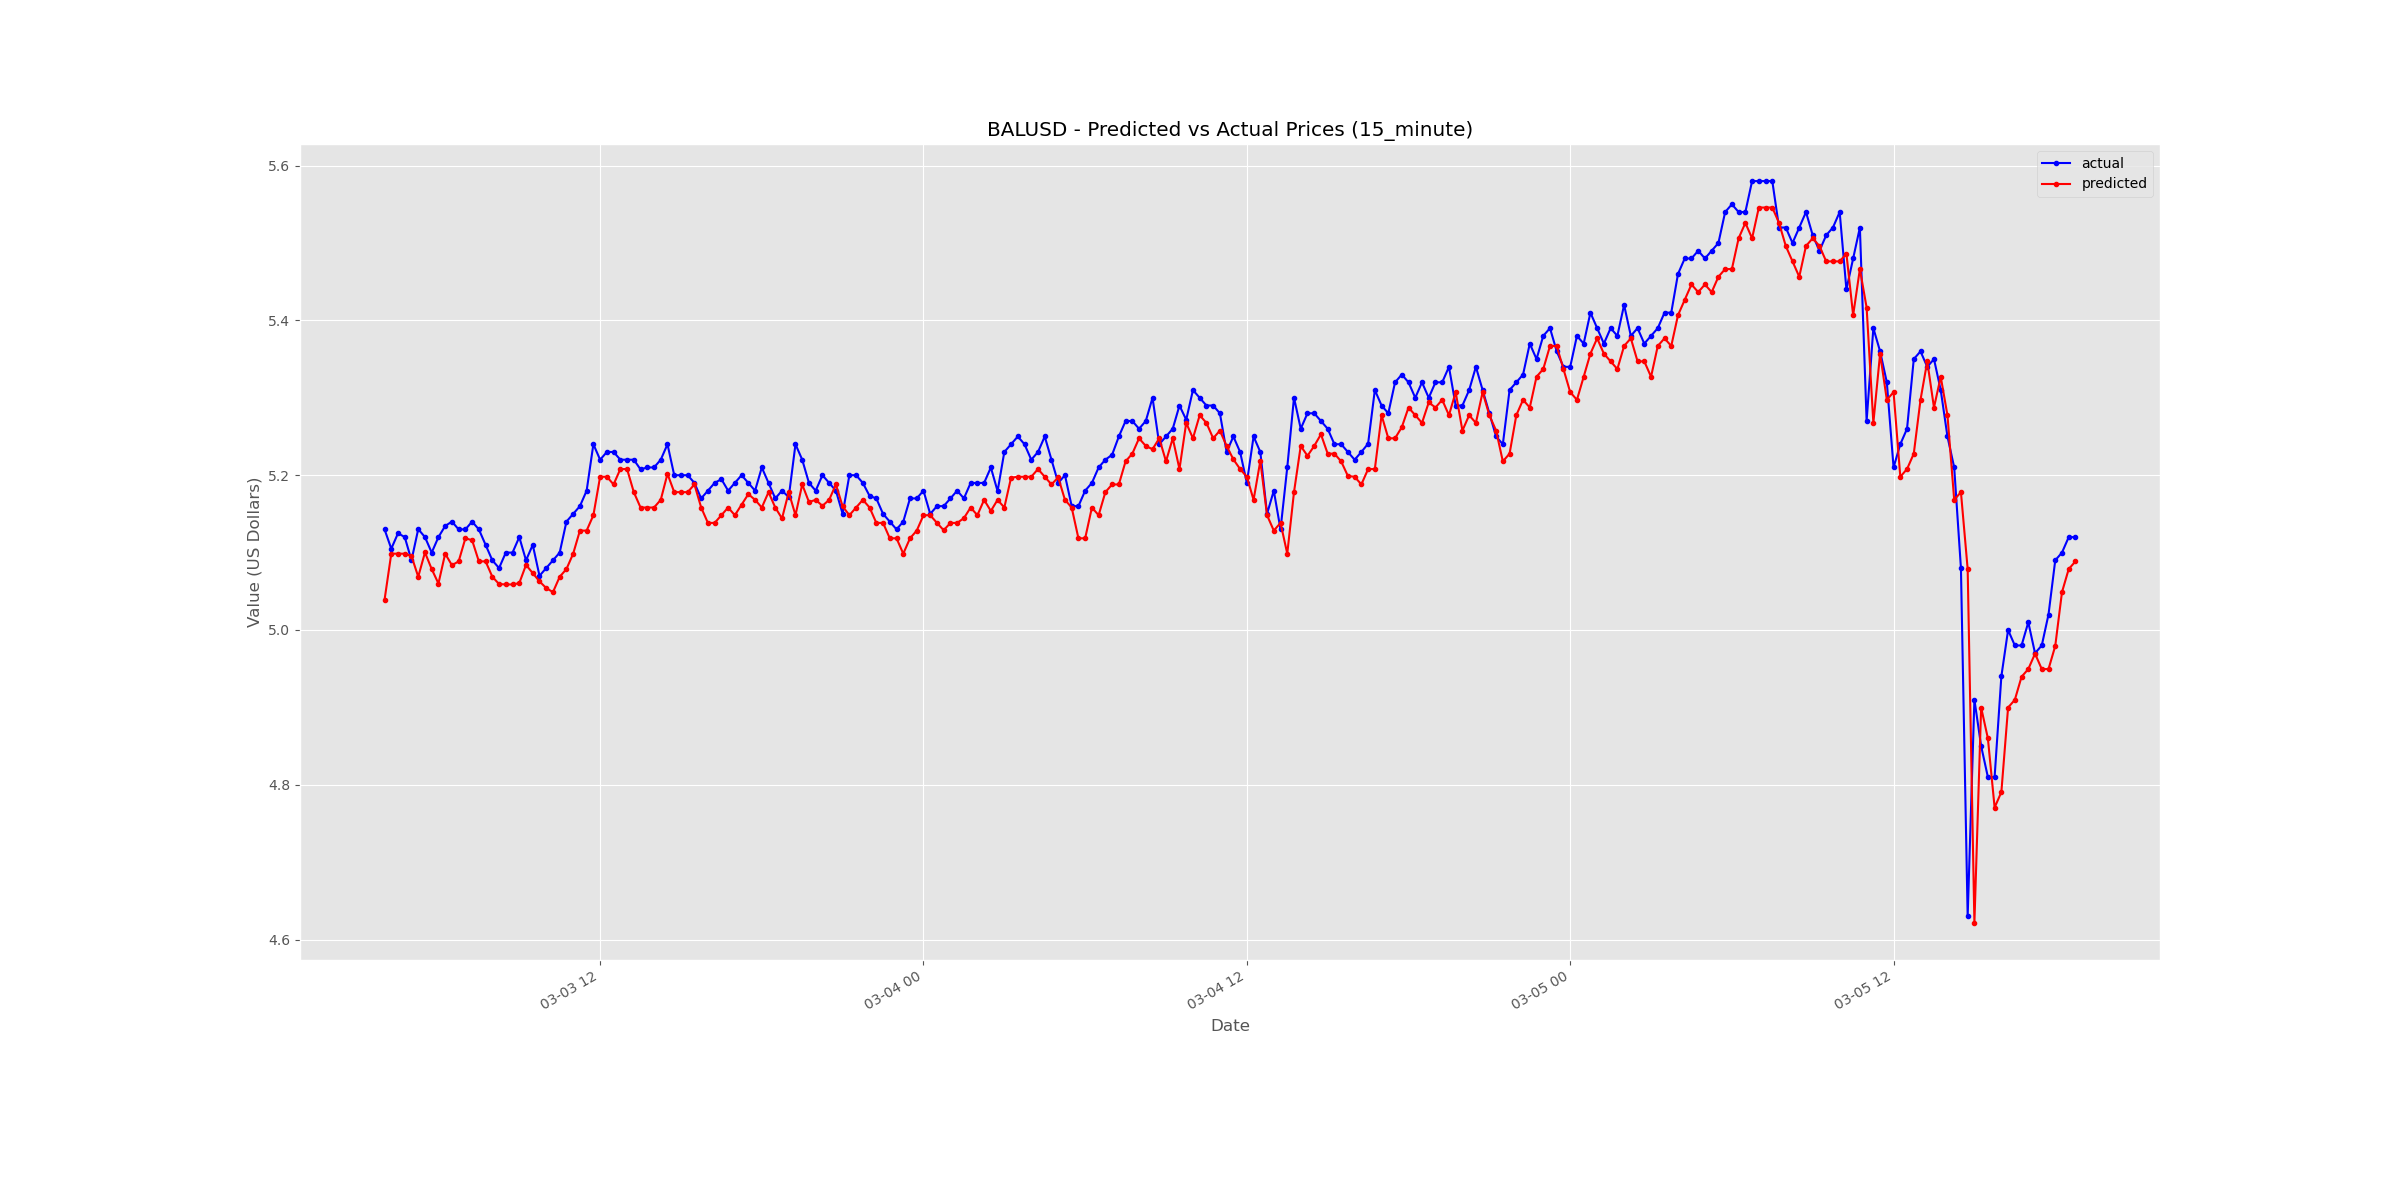 BALUSD - Predicted vs Actual Prices (15_minute)
actual
predicted
5.6
5.4
5.2
5.0
4.8
4.6
Value (US Dollars)
03-03 12
03-04 00
03-04 12
03-05 00
03-05 12
Date